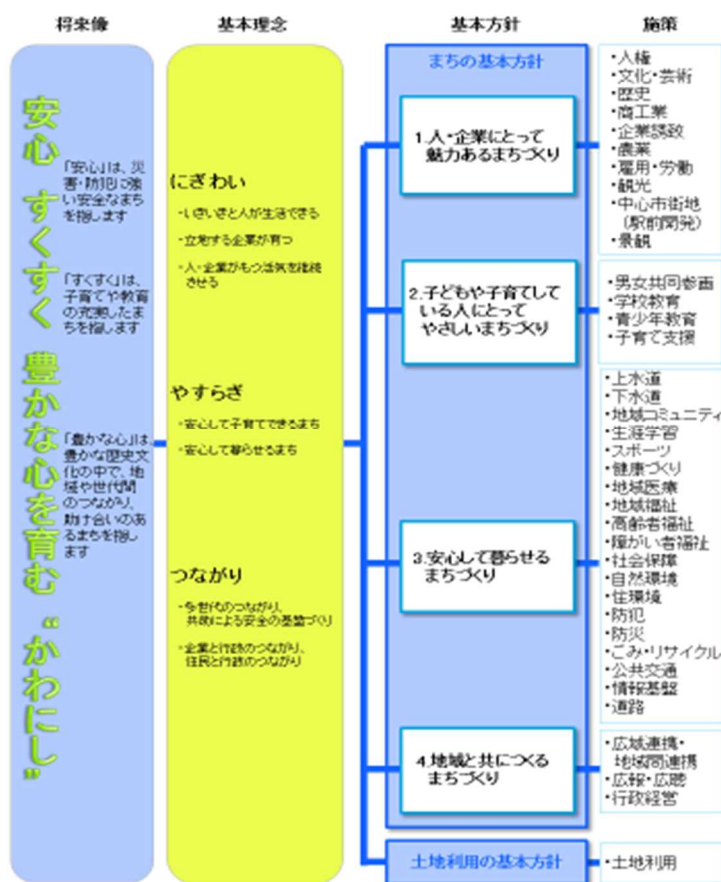 将来像
基本理念
基本方針
施策
安心 すくすく 豊かな心を育む “かわにし”
「安心」は、災
害・防犯に強
い安全なまち
を指します
「すくすく」は、
子育てや教育
の充実したま
ちを指します
「豊かな心」は、
豊かな歴史文
化の中で、地
域や世代間
のつながり、
助け合いのあ
るまちを指し
ます
にぎわい
・いきいきと人が生活できる
・立地する企業が育つ
・人・企業がもつ活気を継続
させる
やすらぎ
・安心して子育てできるまち
・安心して暮らせるまち
つながり
・今世代のつながり、
共助による安全の基盤づくり
・企業と行政のつながり、
住民と行政のつながり
まちの基本方針
1.人・企業にとって
魅力あるまちづくり
2.子どもや子育てして
いる人にとって
やさしいまちづくり
3.安心して暮らせる
まちづくり
4.地域と共につくる
まちづくり
土地利用の基本方針
・人権
・文化・芸術
・歴史
・商工業
・企業誘致
・農業
・雇用・労働
・観光
・中心市街地
（駅前開発）
・景観
・男女共同参画
・学校教育
・青少年教育
・子育て支援
・上水道
・下水道
・地域コミュニティ
・生涯学習
・スポーツ
・健康づくり
・地域医療
・地域福祉
・高齢者福祉
・障がい者福祉
・社会保障
・自然環境
・住環境
・防犯
・防災
・ごみ・リサイクル
・公共交通
・情報基盤
・道路
・広域連携・
地域間連携
・広報・広聴
・行政経営
・土地利用